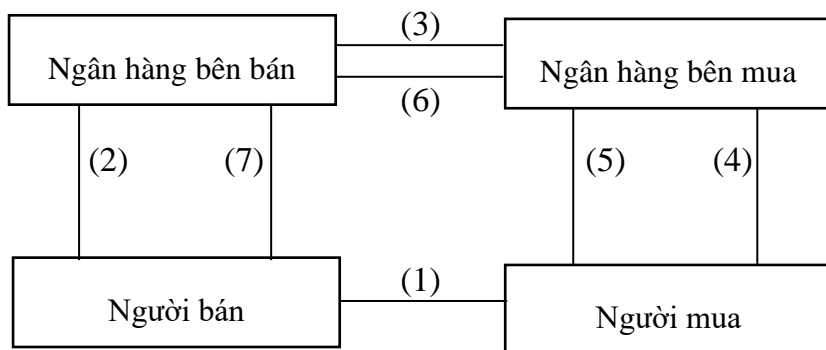 (3)
Ngân hàng bên bán
Ngân hàng bên mua
(6)
(2)
(7)
(5)
(4)
(1)
Người bán
Người mua